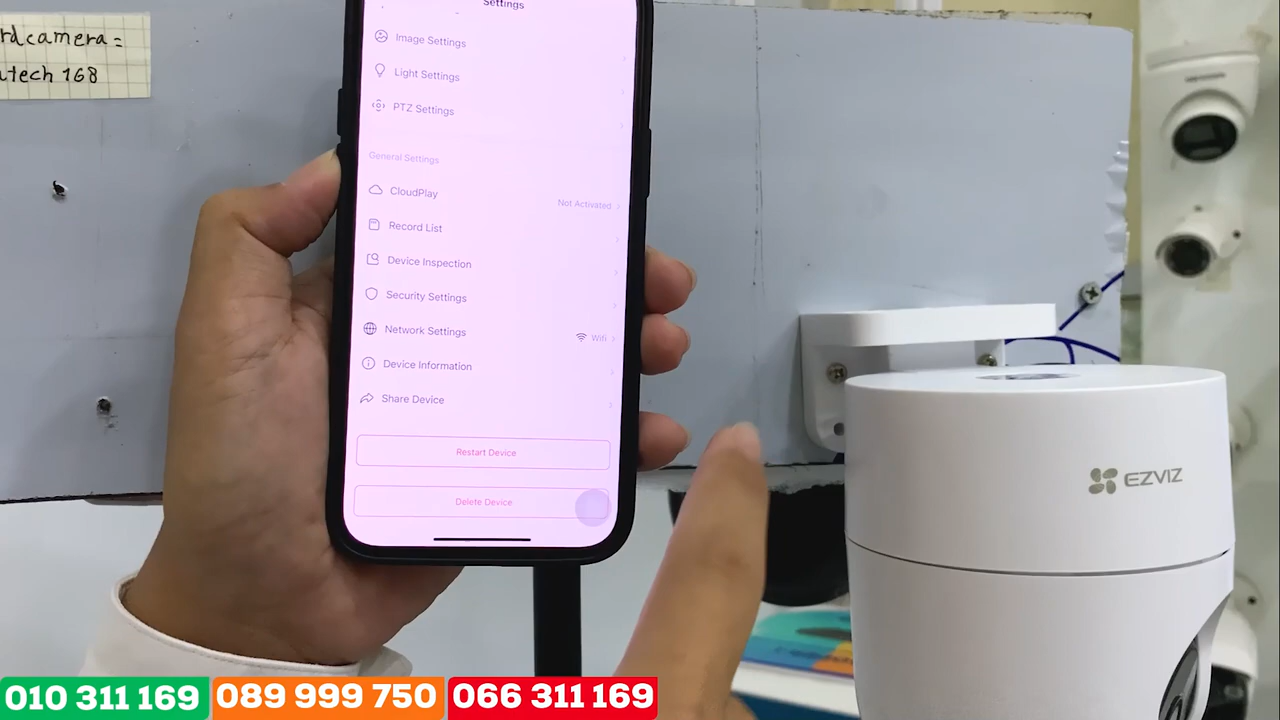 rdcamera=
atech 168
Settings
Image Settings
Light Settings
PTZ Settings
General Settings
CloudPlay
Not Activated
Record List
Device Inspection
Security Settings
Network Settings
Wifi
Device Information
Share Device
Restart Device
Delete Device
EZVIZ
010 311 169
089 999 750
066 311 169